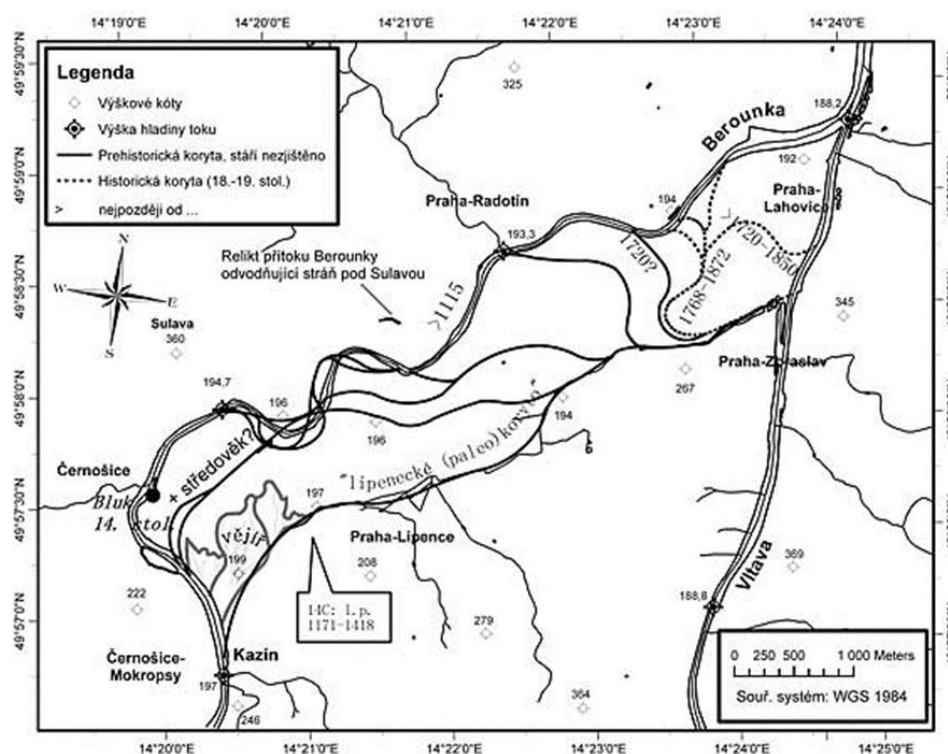 14°19'0"E
14°20'0"E
14°21'0"E
14°22'0"E
14°23'0"E
14°24'0"E
49°59'30"N
49°59'0"N
49°58'30"N
49°58'0"N
49°57'30"N
49°57'0"N
Legenda
Výškové kóty
Výška hladiny toku
Prehistorická koryta, stáří nezjištěno
Historická koryta (18.-19. stol.)
> nejpozději od ...
325
188,2
Berounka
192
Praha-
Lahovice
194
Praha-Radotín
193,3
>1720-1850
1720?
1768-1872
Relikt přítoku Berounky
odvodňující stráň pod Sulavou
>1115
N
W
E
S
Sulava
360
345
Praha-Zbraslav
267
194,7
196
196
194
"lipenecké (paleo)koryto"
středověk?
Černošice
Bluk
14. stol.
197
vějíř
199
Praha-Lipence
208
14C: l.p.
1171-1418
222
279
369
Vltava
188,8
Černošice-
Mokropsy
Kazín
197
246
364
0 250 500 1 000 Meters
Souř. systém: WGS 1984
14°20'0"E
14°21'0"E
14°22'0"E
14°23'0"E
14°24'0"E
14°25'0"E